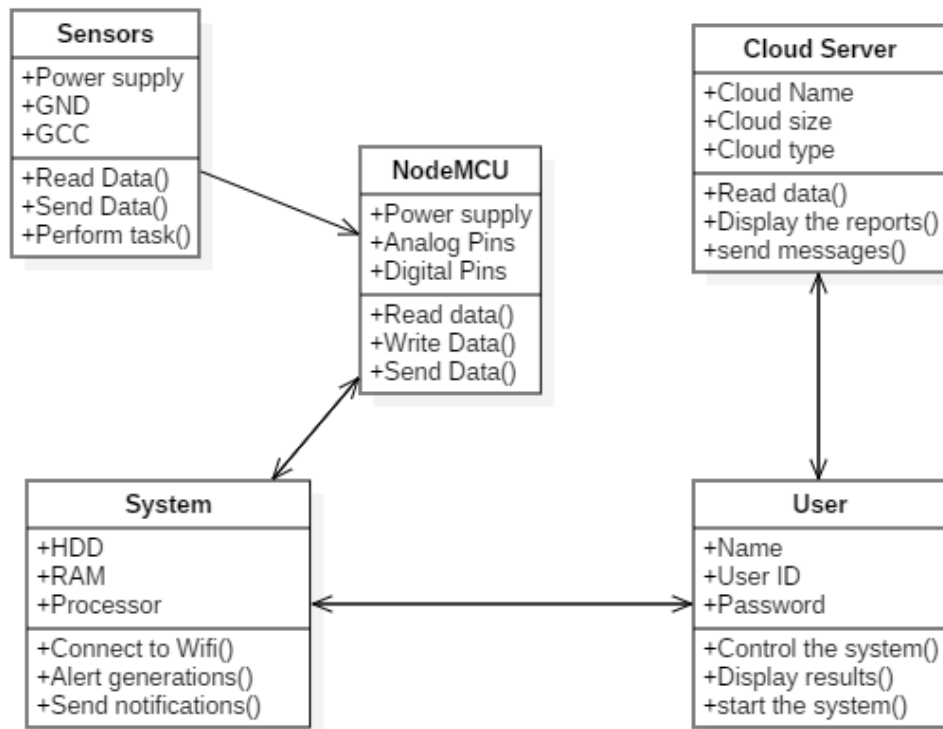 Sensors
+Power supply
+GND
+GCC
+Read Data()
+Send Data()
+Perform task()
NodeMCU
+Power supply
+Analog Pins
+Digital Pins
+Read data()
+Write Data()
+Send Data()
Cloud Server
+Cloud Name
+Cloud size
+Cloud type
+Read data()
+Display the reports()
+send messages()
System
+HDD
+RAM
+Processor
+Connect to Wifi()
+Alert generations()
+Send notifications()
User
+Name
+User ID
+Password
+Control the system()
+Display results()
+start the system()